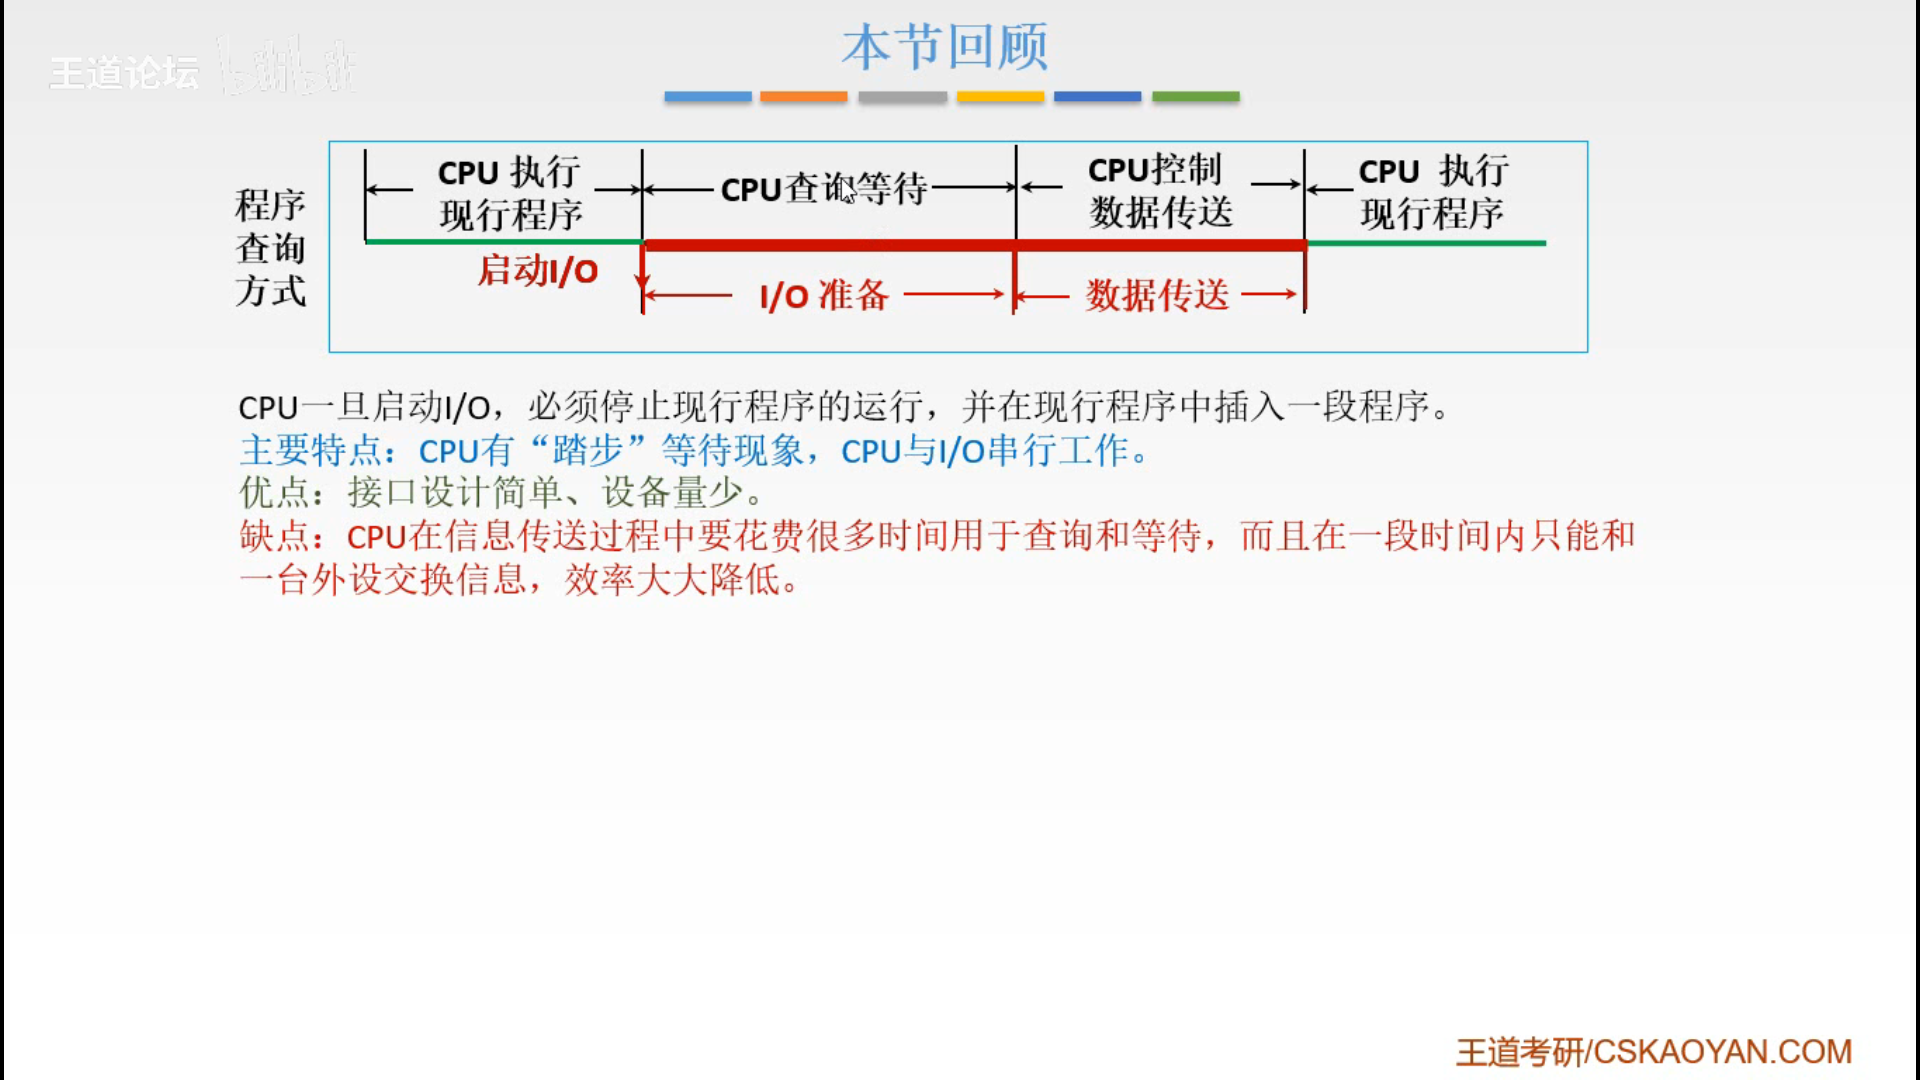 本节回顾
王道论坛 bilibili
程序
查询
方式
CPU 执行
现行程序
CPU查询等待
CPU控制
数据传送
CPU 执行
现行程序
启动I/O
I/O 准备
数据传送
CPU一旦启动I/O，必须停止现行程序的运行，并在现行程序中插入一段程序。
主要特点：CPU有“踏步”等待现象，CPU与I/O串行工作。
优点：接口设计简单、设备量少。
缺点：CPU在信息传送过程中要花费很多时间用于查询和等待，而且在一段时间内只能和
一台外设交换信息，效率大大降低。
王道考研/CSKAOYAN.COM